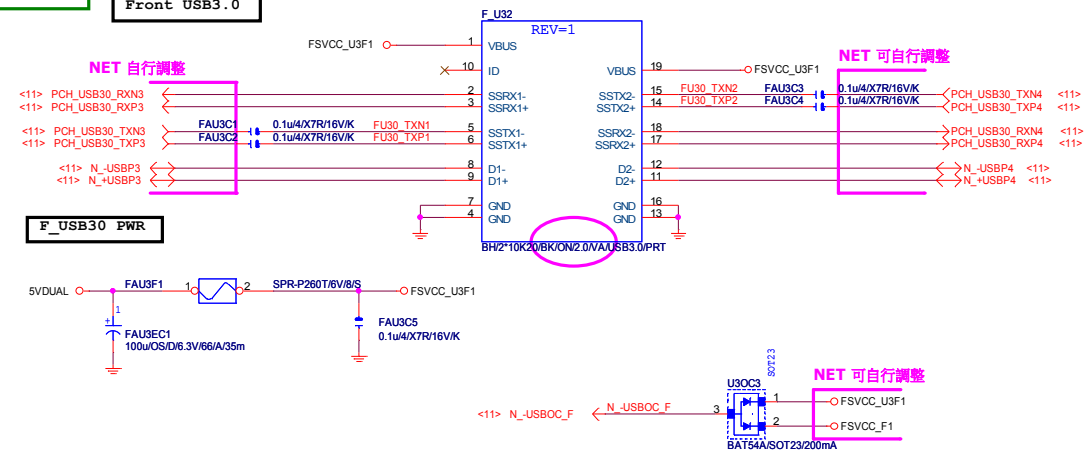 Front USB3.0
F_U32
REV=1
FSVCC_U3F1
1
VBUS
NET 自行調整
10
ID
NET 可自行調整
VBUS
19
FSVCC_U3F1
<11> PCH_USB30_RXN3
2
SSRX1-
SSTX2-
15
FU30_TXN2
FAU3C3
0.1u/4/X7R/16V/K
PCH_USB30_TXN4 <11>
<11> PCH_USB30_RXP3
3
SSRX1+
SSTX2+
14
FU30_TXP2
FAU3C4
0.1u/4/X7R/16V/K
PCH_USB30_TXP4 <11>
<11> PCH_USB30_TXN3
FAU3C1
0.1u/4/X7R/16V/K
FU30_TXN1
5
SSTX1-
SSRX2-
18
PCH_USB30_RXN4 <11>
<11> PCH_USB30_TXP3
FAU3C2
0.1u/4/X7R/16V/K
FU30_TXP1
6
SSTX1+
SSRX2+
17
PCH_USB30_RXP4 <11>
<11> N_-USBP3
8
D1-
D2-
12
N_-USBP4 <11>
<11> N_+USBP3
9
D1+
D2+
11
N_+USBP4 <11>
7
GND
GND
16
4
GND
GND
13
BH/2*10K20/BK/ON/2.0/VA/USB3.0/PRT
F_USB30 PWR
5VDUAL
FAU3F1
1
2
SPR-P260T/6V/8/S
FSVCC_U3F1
1
+
FAU3EC1
100u/OS/D/6.3V/66/A/35m
FAU3C5
0.1u/4/X7R/16V/K
SOT23
NET 可自行調整
U3OC3
<11> N_-USBOC_F
N_-USBOC_F
3
1
FSVCC_U3F1
2
FSVCC_F1
BAT54A/SOT23/200mA